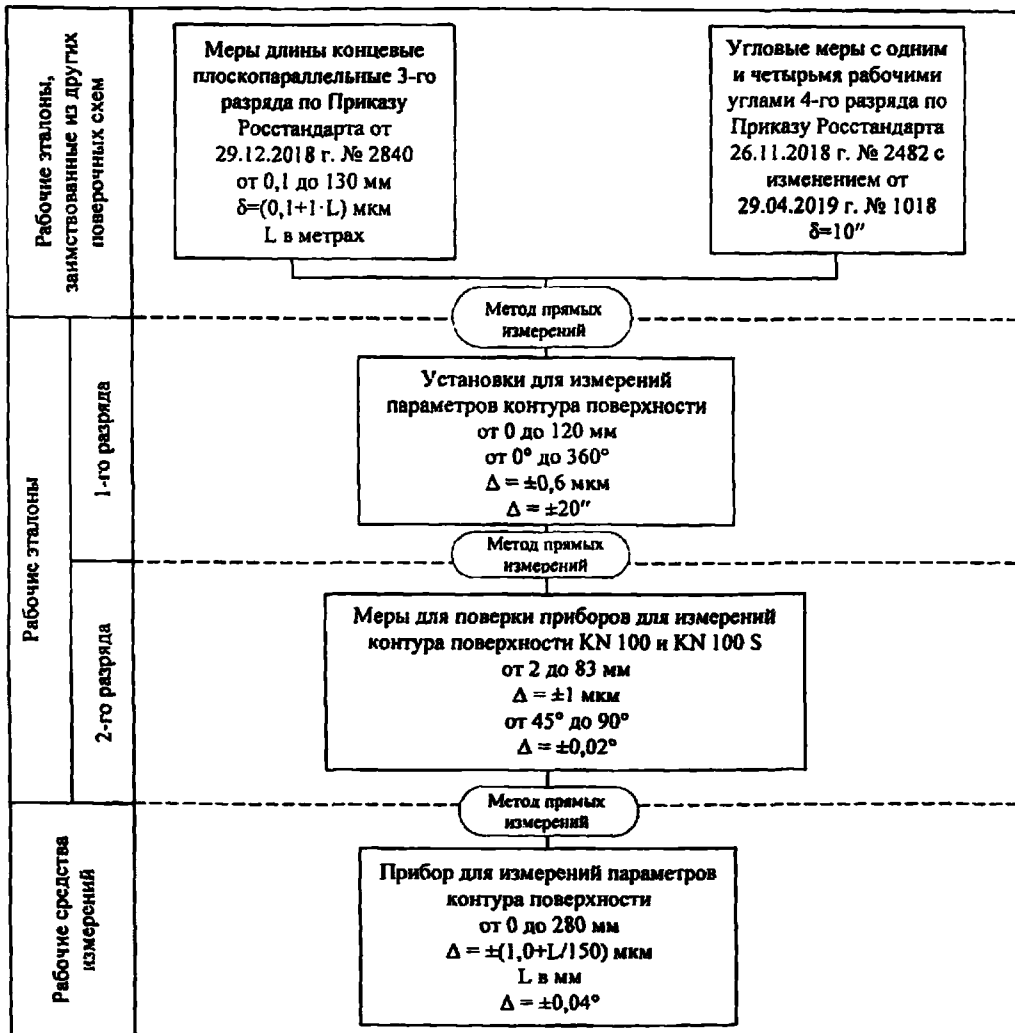 Рабочие эталоны,
заимствованные из других
поверочных схем
Меры длины концевые
плоскопараллельные 3-го
разряда по Приказу
Росстандарта от
29.12.2018 г. № 2840
от 0,1 до 130 мм
δ=(0,1+1·L) мкм
L в метрах
Угловые меры с одним
и четырьмя рабочими
углами 4-го разряда по
Приказу Росстандарта
26.11.2018 г. № 2482 с
изменением от
29.04.2019 г. № 1018
δ=10″
Метод прямых
измерений
Рабочие эталоны
1-го разряда
Установки для измерений
параметров контура поверхности
от 0 до 120 мм
от 0° до 360°
Δ = ±0,6 мкм
Δ = ±20″
Метод прямых
измерений
2-го разряда
Меры для поверки приборов для измерений
контура поверхности KN 100 и KN 100 S
от 2 до 83 мм
Δ = ±1 мкм
от 45° до 90°
Δ = ±0,02°
Метод прямых
измерений
Рабочие средства
измерений
Прибор для измерений параметров
контура поверхности
от 0 до 280 мм
Δ = ±(1,0+L/150) мкм
L в мм
Δ = ±0,04°